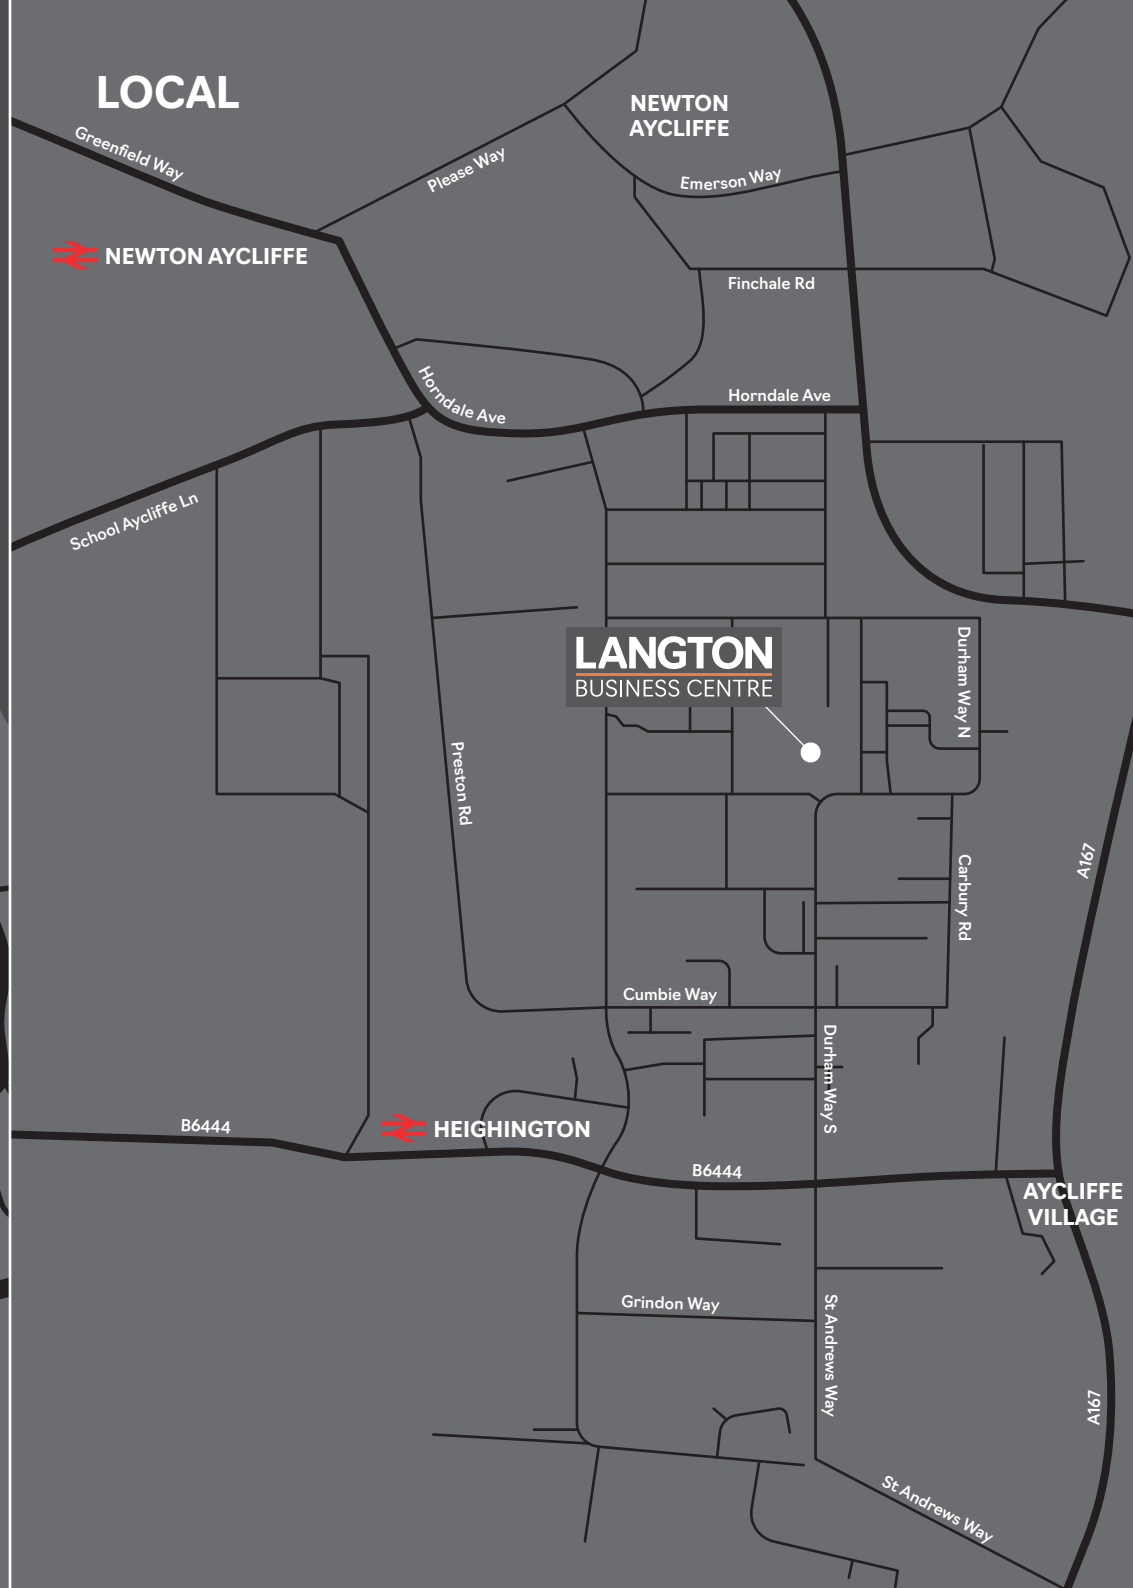 LOCAL
NEWTON
AYCLIFFE
Greenfield Way
Please Way
Emerson Way
NEWTON AYCLIFFE
Finchale Rd
Horndale Ave
Horndale Ave
School Aycliffe Ln
LANGTON
BUSINESS CENTRE
Durham Way N
Preston Rd
A167
Carbury Rd
Cumbie Way
Durham Way S
B6444
HEIGHINGTON
B6444
AYCLIFFE
VILLAGE
Grindon Way
St Andrews Way
A167
St Andrews Way